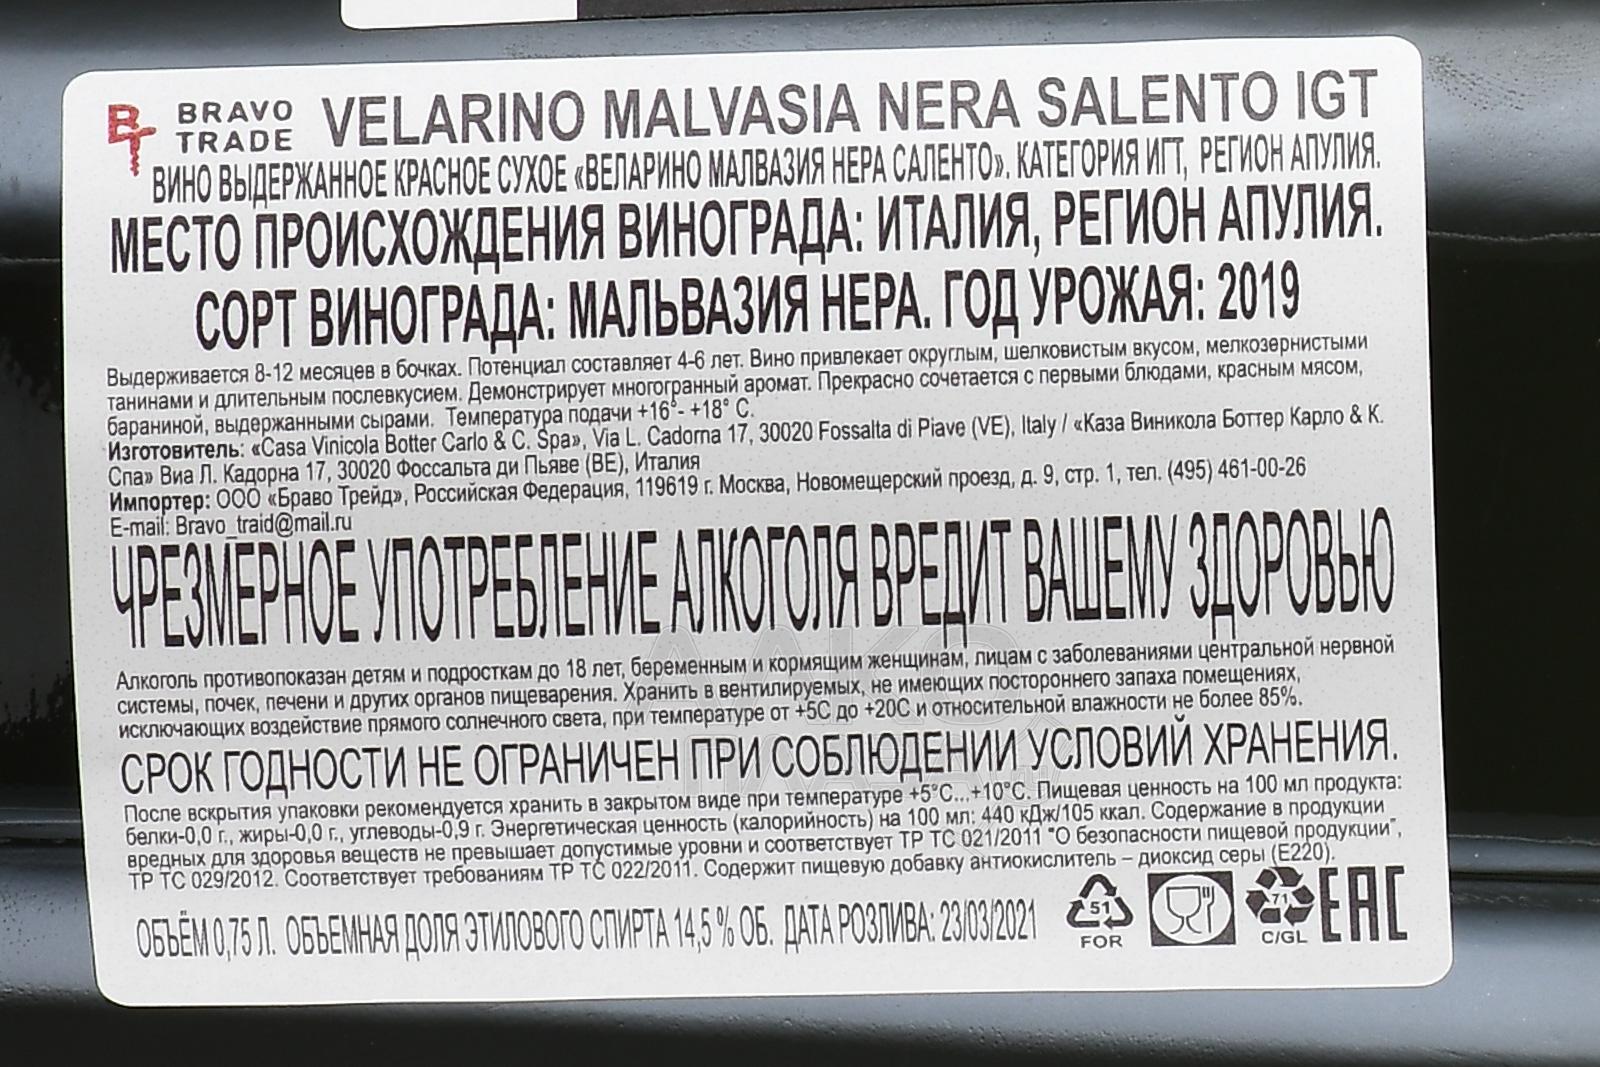 BRAVO TRADE VELARINO MALVASIA NERA SALENTO IGT
ВИНО ВЫДЕРЖАННОЕ КРАСНОЕ СУХОЕ «ВЕЛАРИНО МАЛВАЗИЯ НЕРА САЛЕНТО». КАТЕГОРИЯ ИГТ, РЕГИОН АПУЛИЯ.
МЕСТО ПРОИСХОЖДЕНИЯ ВИНОГРАДА: ИТАЛИЯ, РЕГИОН АПУЛИЯ.
СОРТ ВИНОГРАДА: МАЛЬВАЗИЯ НЕРА. ГОД УРОЖАЯ: 2019
Выдерживается 8-12 месяцев в бочках. Потенциал составляет 4-6 лет. Вино привлекает округлым, шелковистым вкусом, мелкозернистыми
танинами и длительным послевкусием. Демонстрирует многогранный аромат. Прекрасно сочетается с первыми блюдами, красным мясом,
бараниной, выдержанными сырами. Температура подачи +16°- +18° С.
Изготовитель: «Casa Vinicola Botter Carlo & C. Spa», Via L. Cadorna 17, 30020 Fossalta di Piave (VE), Italy / «Каза Виникола Боттер Карло & К.
Спа» Виа Л. Кадорна 17, 30020 Фоссальта ди Пьяве (ВЕ), Италия
Импортер: ООО «Браво Трейд», Российская Федерация, 119619 г. Москва, Новомещерский проезд, д. 9, стр. 1, тел. (495) 461-00-26
E-mail: Bravo_traid@mail.ru
ЧРЕЗМЕРНОЕ УПОТРЕБЛЕНИЕ АЛКОГОЛЯ ВРЕДИТ ВАШЕМУ ЗДОРОВЬЮ
Алкоголь противопоказан детям и подросткам до 18 лет, беременным и кормящим женщинам, лицам с заболеваниями центральной нервной
системы, почек, печени и других органов пищеварения. Хранить в вентилируемых, не имеющих постороннего запаха помещениях,
исключающих воздействие прямого солнечного света, при температуре от +5С до +20С и относительной влажности не более 85%.
СРОК ГОДНОСТИ НЕ ОГРАНИЧЕН ПРИ СОБЛЮДЕНИИ УСЛОВИЙ ХРАНЕНИЯ.
После вскрытия упаковки рекомендуется хранить в закрытом виде при температуре +5°С...+10°С. Пищевая ценность на 100 мл продукта:
белки-0,0 г., жиры-0,0 г., углеводы-0,9 г. Энергетическая ценность (калорийность) на 100 мл: 440 кДж/105 ккал. Содержание в продукции
вредных для здоровья веществ не превышает допустимые уровни и соответствует ТР ТС 021/2011 "О безопасности пищевой продукции",
ТР ТС 029/2012. Соответствует требованиям ТР ТС 022/2011. Содержит пищевую добавку антиокислитель – диоксид серы (Е220).
ОБЪЁМ 0,75 Л. ОБЪЕМНАЯ ДОЛЯ ЭТИЛОВОГО СПИРТА 14,5 % ОБ. ДАТА РОЗЛИВА: 23/03/2021
51 FOR
71 C/GL
EAC